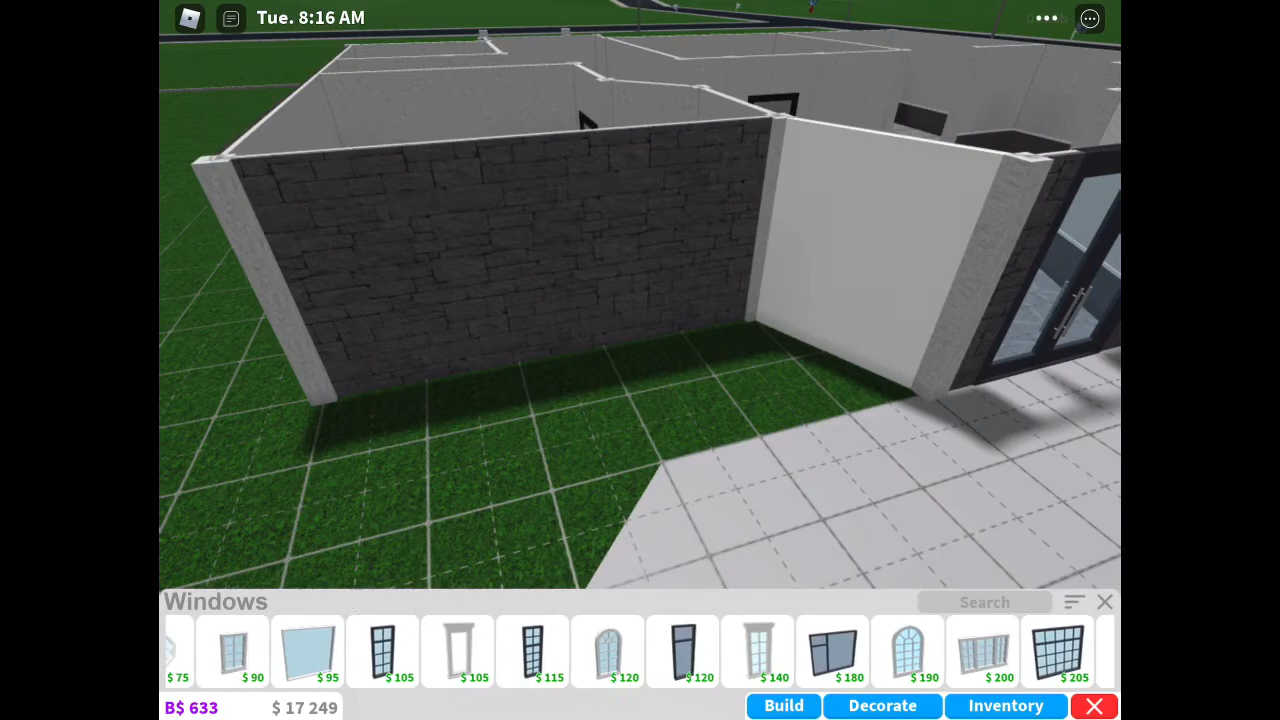 Tue. 8:16 AM
Windows
Search
$ 75
$ 90
$ 95
$ 105
$ 105
$ 115
$ 120
$ 120
$ 140
$ 180
$ 190
$ 200
$ 205
B$ 633
$ 17 249
Build
Decorate
Inventory